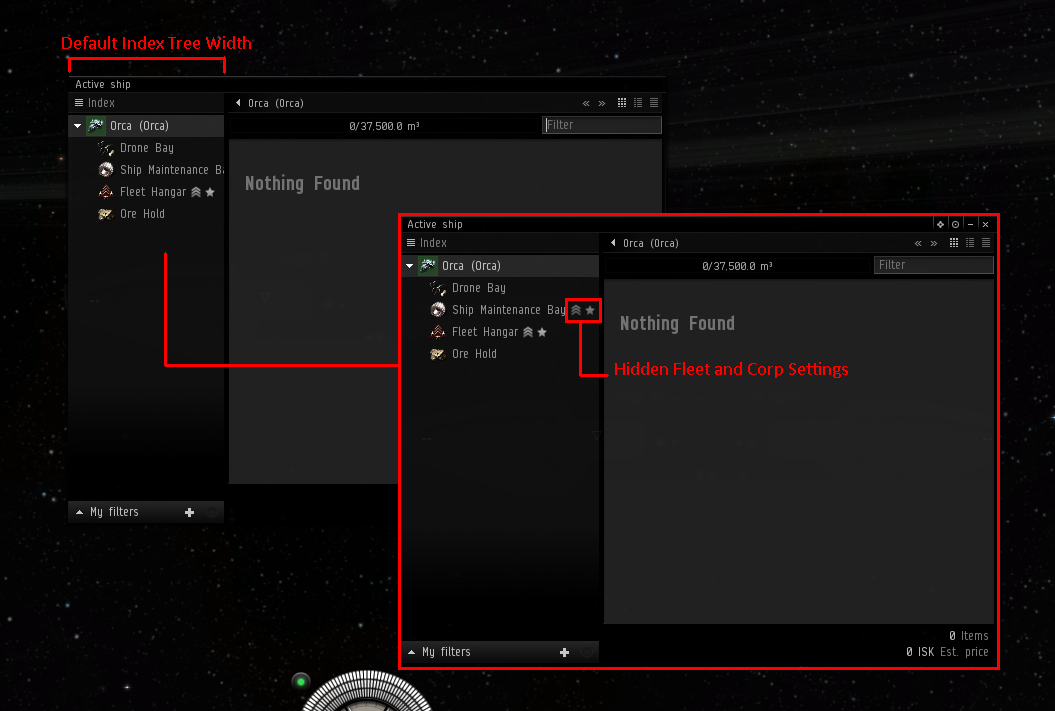 Default Index Tree Width
Active ship
Index
Orca (Orca)
0/37,500.0 m³
Filter
Orca (Orca)
Drone Bay
Ship Maintenance Ba
Fleet Hangar
Ore Hold
Nothing Found
My filters
Active ship
Index
Orca (Orca)
0/37,500.0 m³
Filter
Orca (Orca)
Drone Bay
Ship Maintenance Bay
Fleet Hangar
Ore Hold
Nothing Found
Hidden Fleet and Corp Settings
0 Items
0 ISK Est. price
My filters